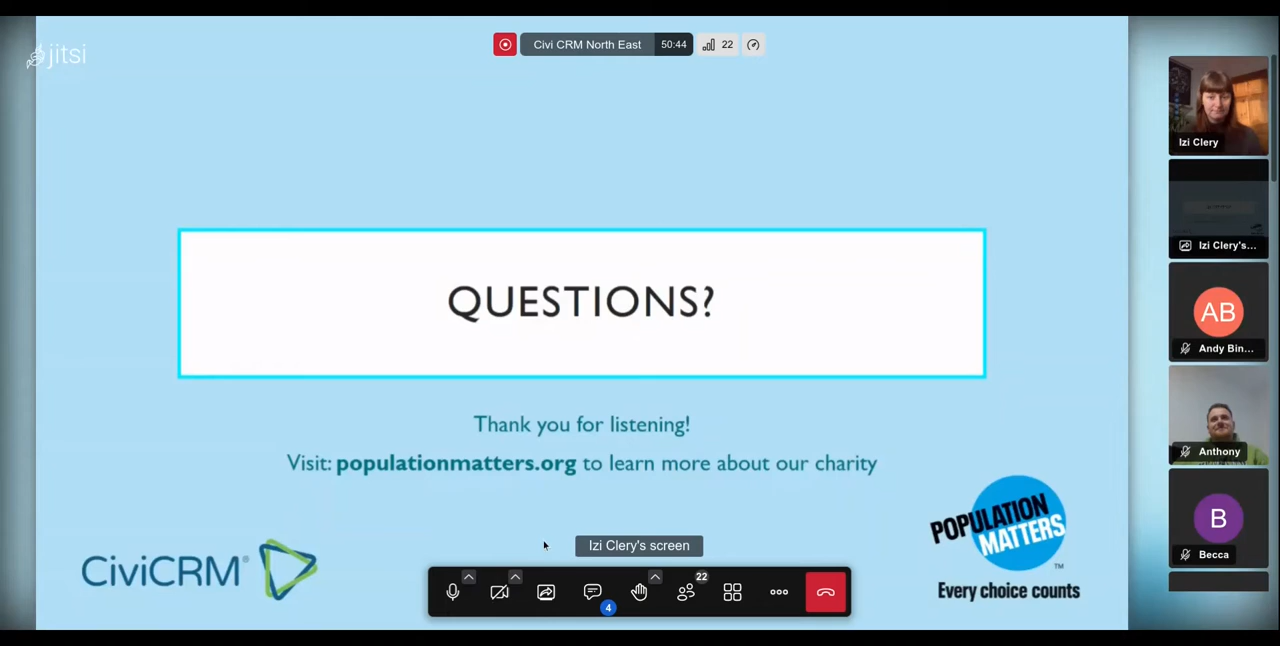 jitsi
Civi CRM North East
50:44
22
Izi Clery
Izi Clery's...
AB
Andy Bin...
Anthony
B
Becca
QUESTIONS?
Thank you for listening!
Visit: populationmatters.org to learn more about our charity
CiviCRM®
POPULATION
MATTERS
TM
Every choice counts
Izi Clery's screen
22
4